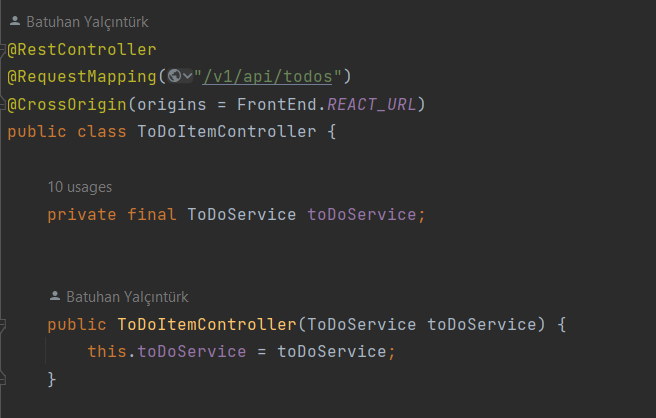 Batuhan Yalçıntürk
@RestController
@RequestMapping("/v1/api/todos")
@CrossOrigin(origins = FrontEnd.REACT_URL)
public class ToDoItemController {
10 usages
private final ToDoService toDoService;
Batuhan Yalçıntürk
public ToDoItemController(ToDoService toDoService) {
this.toDoService = toDoService;
}